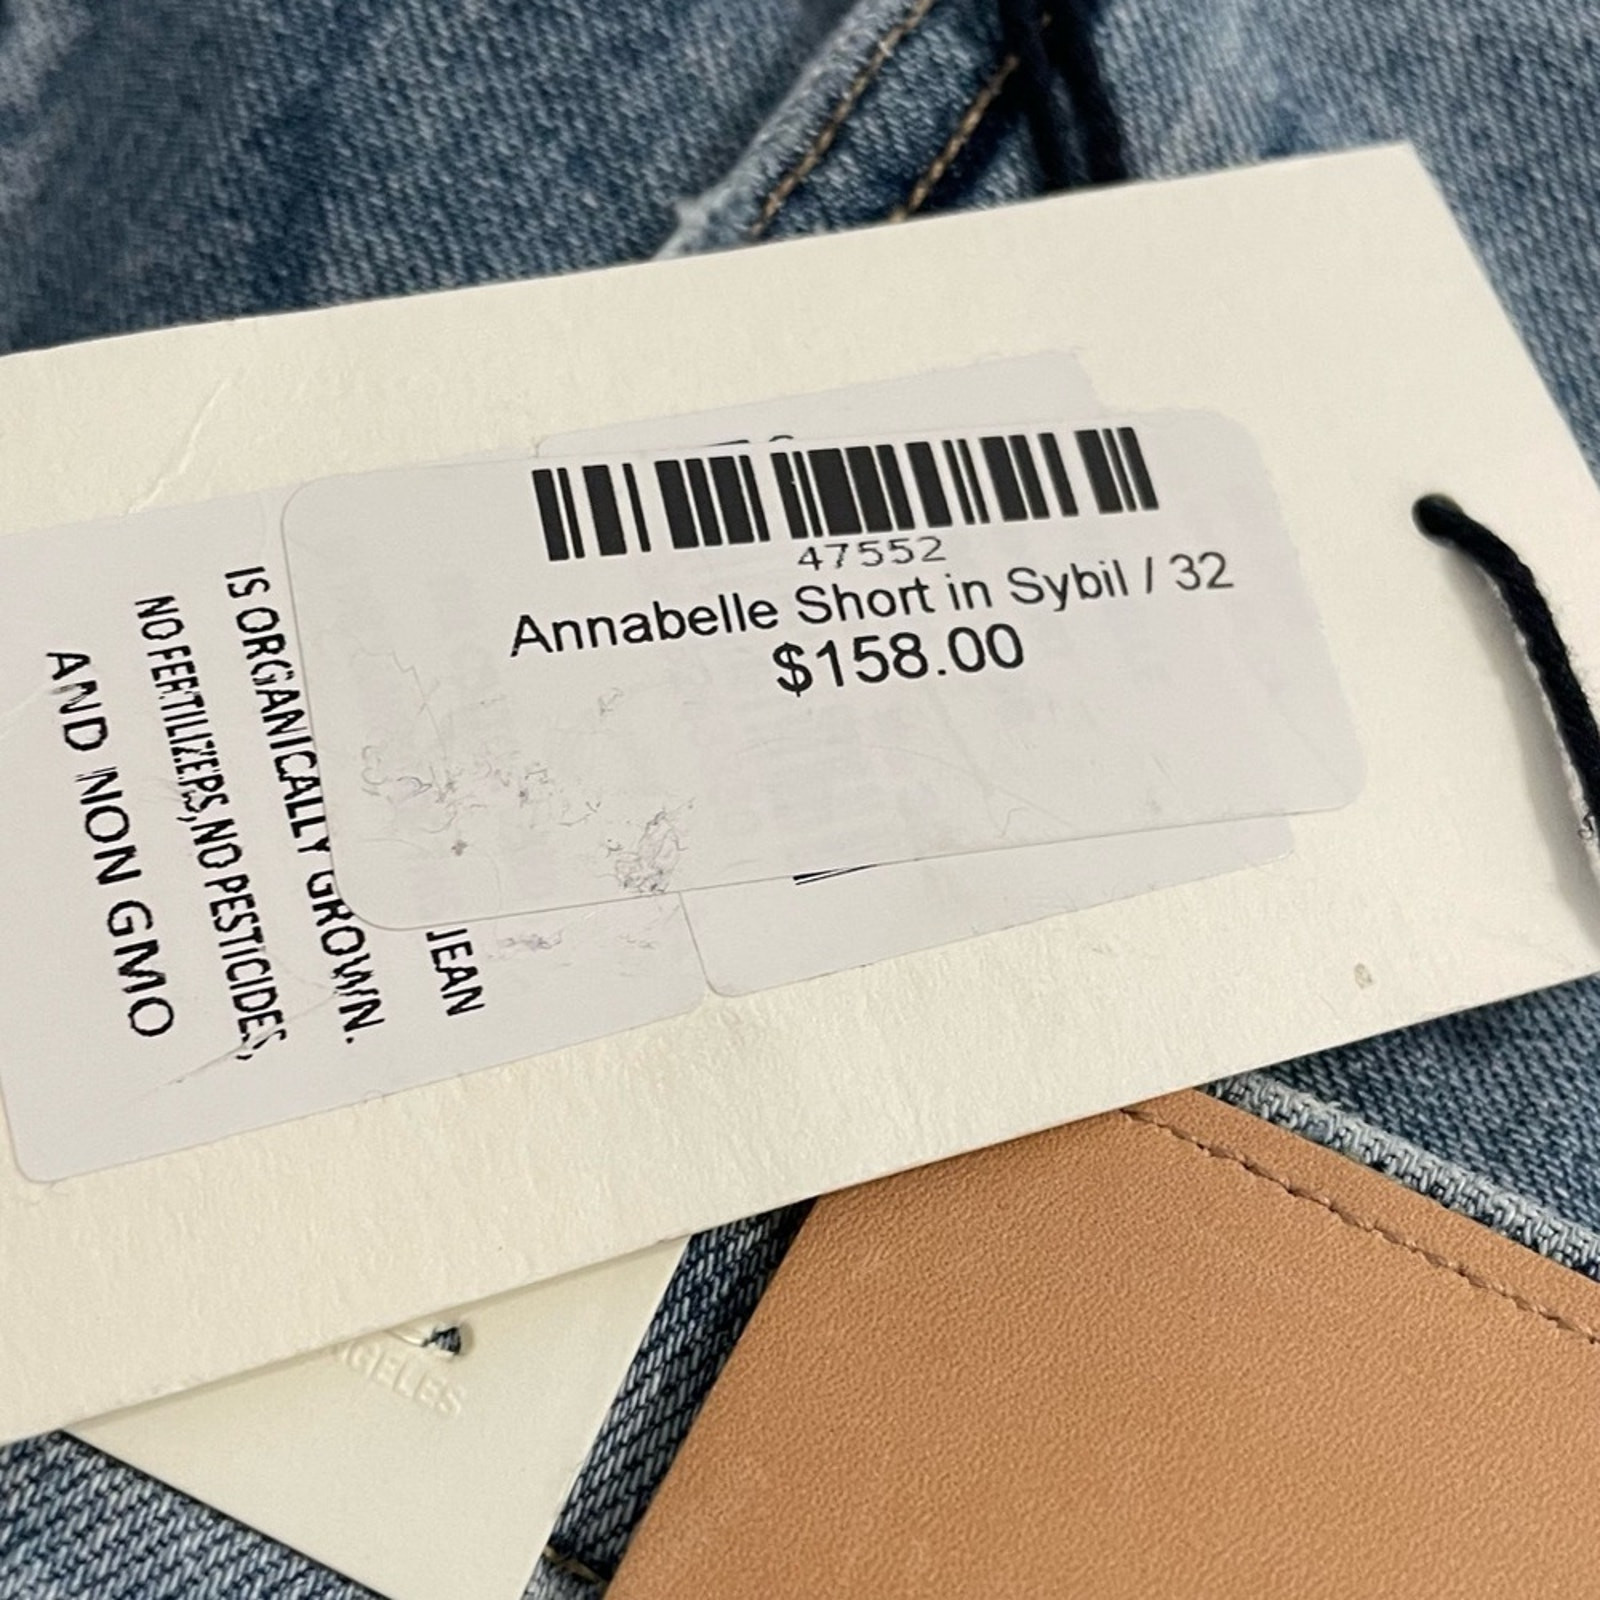 47552
Annabelle Short in Sybil / 32
$158.00
JEAN
IS ORGANICALLY GROWN.
NO FERTILIZERS, NO PESTICIDES,
AND NON GMO
GELES